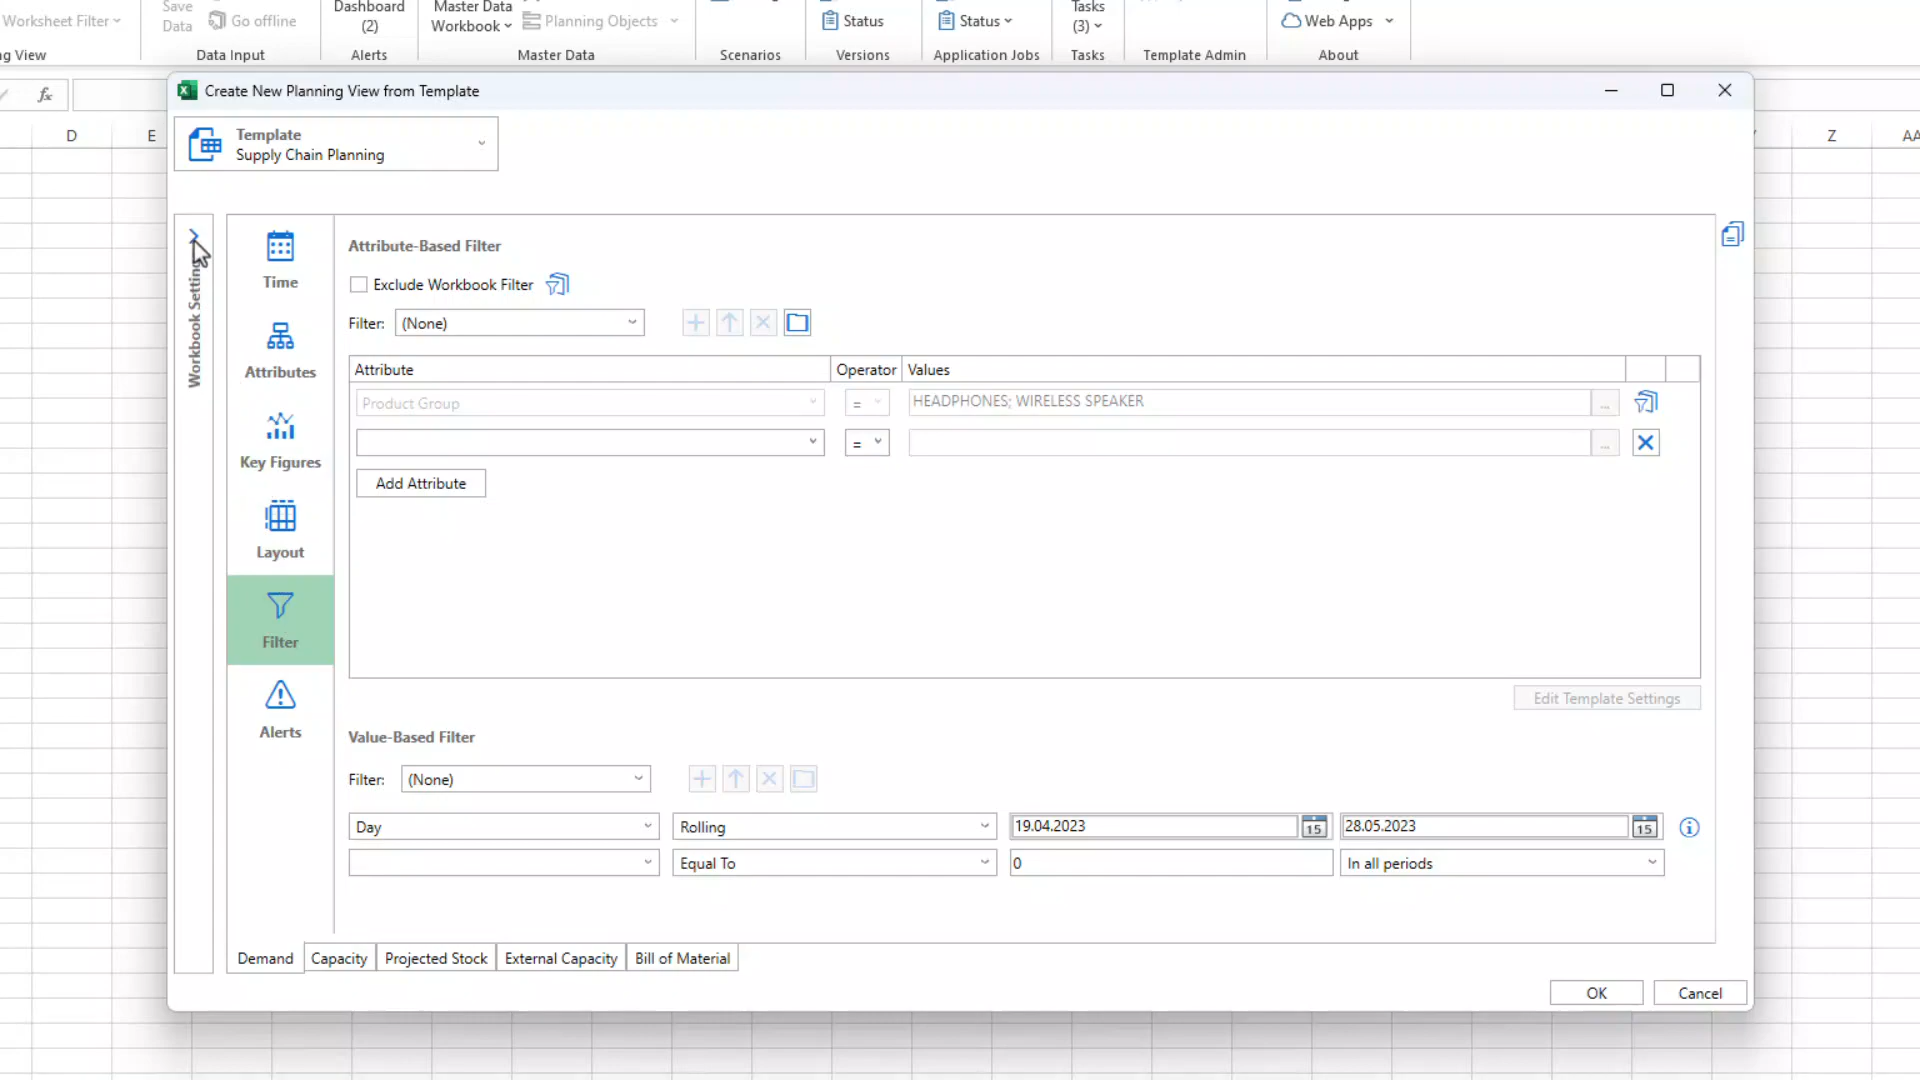 Worksheet Filter
Save
Data
Go offline
Dashboard
(2)
Master Data
Workbook
Planning Objects
Status
Status
Tasks
(3)
Web Apps
g View
Data Input
Alerts
Master Data
Scenarios
Versions
Application Jobs
Tasks
Template Admin
About
fx
Create New Planning View from Template
D
E
Z
AA
Template
Supply Chain Planning
Time
Attributes
Key Figures
Layout
Filter
Alerts
Attribute-Based Filter
Exclude Workbook Filter
Filter: (None)
Attribute Operator Values
Product Group = HEADPHONES; WIRELESS SPEAKER ...
= ...
Add Attribute
Edit Template Settings
Value-Based Filter
Filter: (None)
Day Rolling 19.04.2023 15 28.05.2023 15
Equal To 0 In all periods
Demand Capacity Projected Stock External Capacity Bill of Material
OK Cancel